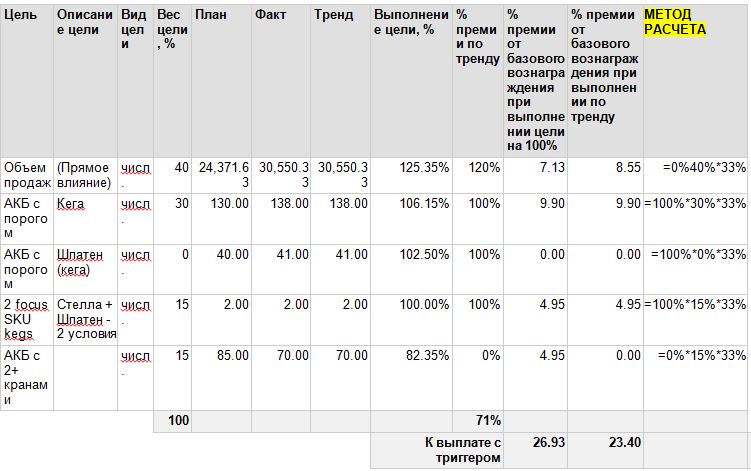 Цель Описание цели Вид цели Вес цели, % План Факт Тренд Выполнение цели, % % премии по тренду % премии от базового вознаграждения при выполнении цели на 100% % премии от базового вознаграждения при выполнении по тренду МЕТОД РАСЧЕТА
Объем продаж (Прямое влияние) числ. 40 24,371.63 30,550.33 30,550.33 125.35% 120% 7.13 8.55 =0%40%*33%
АКБ с порогом Кега числ. 30 130.00 138.00 138.00 106.15% 100% 9.90 9.90 =100%*30%*33%
АКБ с порогом Шпатен (кега) числ. 0 40.00 41.00 41.00 102.50% 100% 0.00 0.00 =100%*0%*33%
2 focus SKU kegs Стелла + Шпатен - 2 условия числ. 15 2.00 2.00 2.00 100.00% 100% 4.95 4.95 =100%*15%*33%
АКБ с 2+ кранами числ. 15 85.00 70.00 70.00 82.35% 0% 4.95 0.00 =0%*15%*33%
100 71%
К выплате с триггером 26.93 23.40